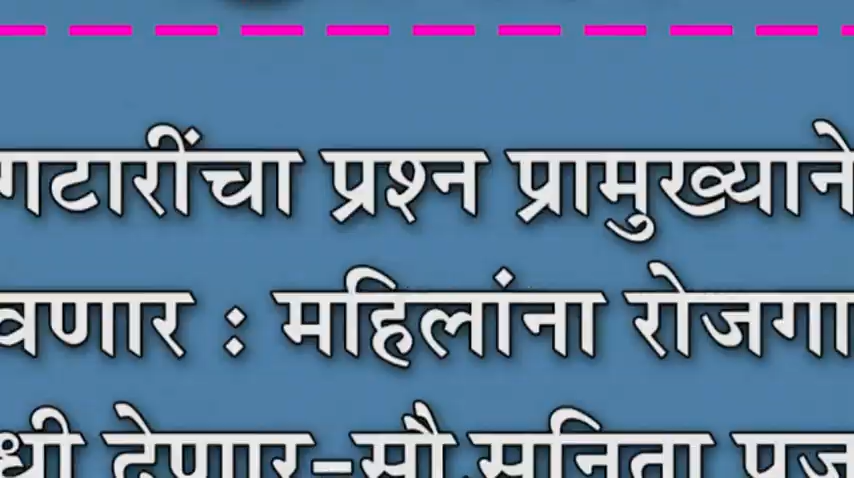 गटारींचा प्रश्न प्रामुख्याने
वणार : महिलांना रोजगा
धी देणार-सौ.सुनिता